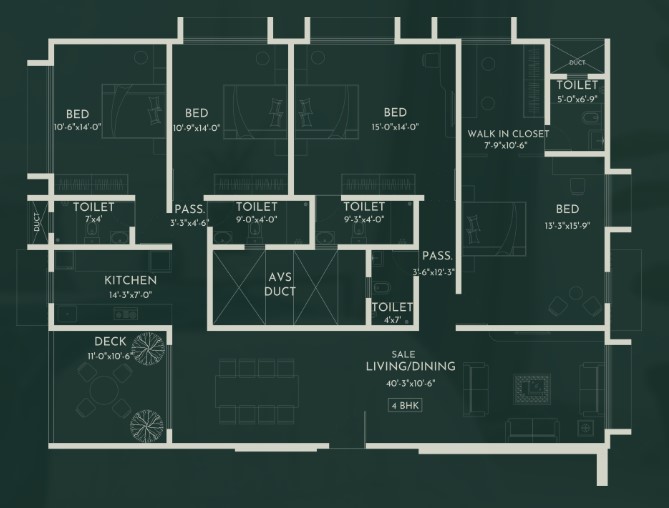 DUCT
TOILET
5'-0"x6'-9"
BED
10'-6"x14'-0"
BED
10'-9"x14'-0"
BED
15'-0"x14'-0"
WALK IN CLOSET
7'-9"x10'-6"
DUCT
TOILET
7'x4'
PASS.
3'-3"x4'-6"
TOILET
9'-0"x4'-0"
TOILET
9'-3"x4'-0"
BED
13'-3"x15'-9"
PASS.
3'-6"x12'-3"
KITCHEN
14'-3"x7'-0"
AVS
DUCT
TOILET
4'x7'
DECK
11'-0"x10'-6"
SALE
LIVING/DINING
40'-3"x10'-6"
4 BHK